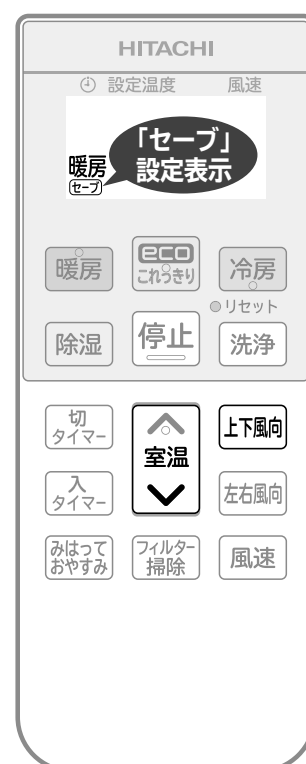 HITACHI
設定温度 風速
暖房
セーブ
「セーブ」
設定表示
暖房
eco
これっきり
冷房
リセット
除湿
停止
洗浄
切
タイマー
室温
上下風向
入
タイマー
左右風向
みはって
おやすみ
フィルター
掃除
風速